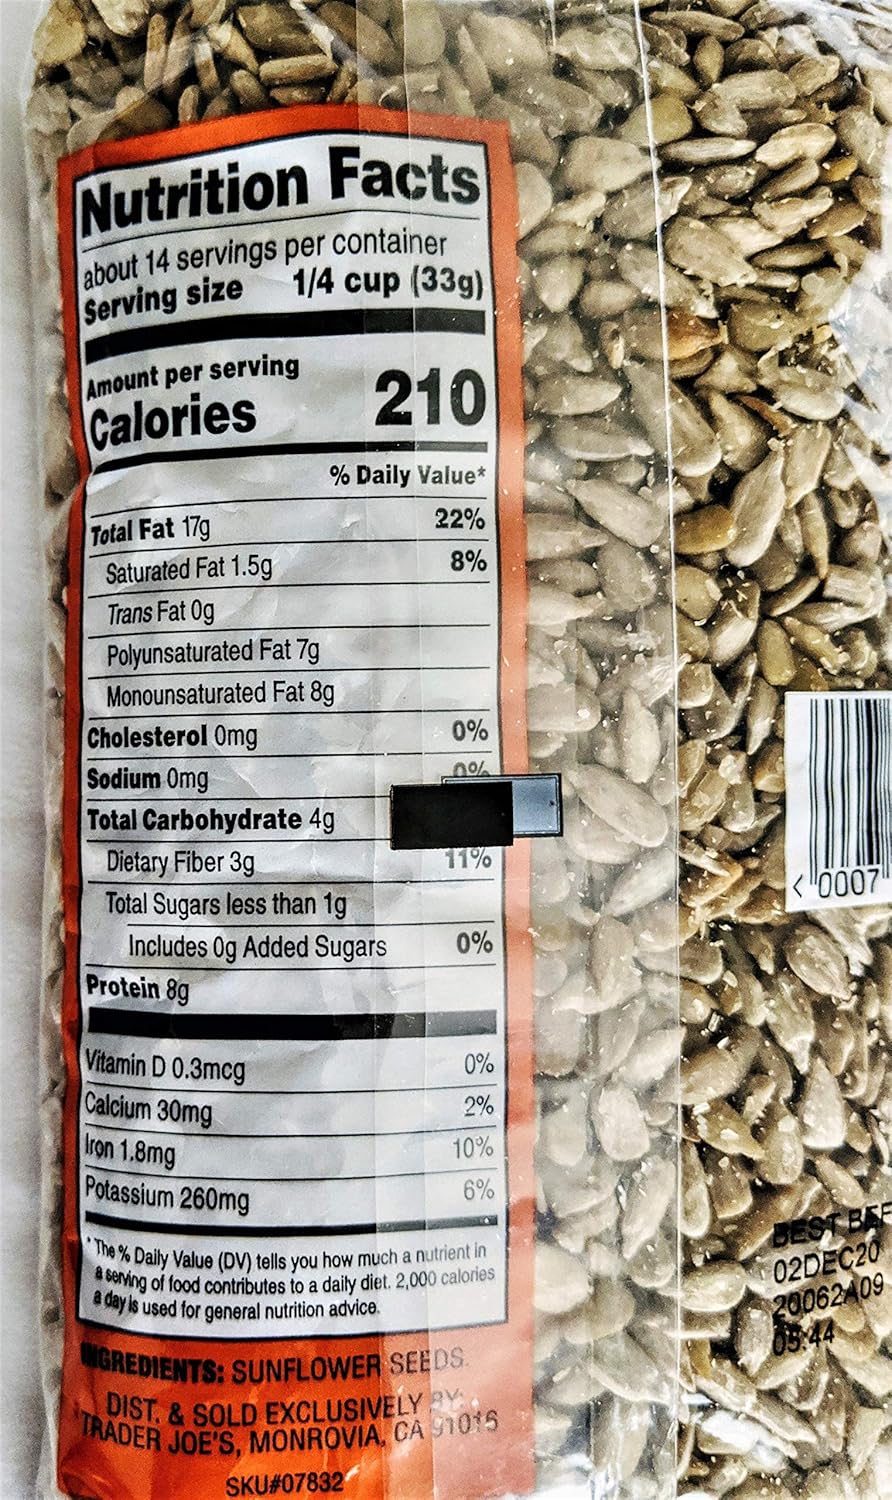 Nutrition Facts
about 14 servings per container
Serving size 1/4 cup (33g)
Amount per serving
Calories 210
% Daily Value*
Total Fat 17g 22%
Saturated Fat 1.5g 8%
Trans Fat 0g
Polyunsaturated Fat 7g
Monounsaturated Fat 8g
Cholesterol 0mg 0%
Sodium 0mg 0%
Total Carbohydrate 4g
Dietary Fiber 3g 11%
Total Sugars less than 1g
Includes 0g Added Sugars 0%
Protein 8g
Vitamin D 0.3mcg 0%
Calcium 30mg 2%
Iron 1.8mg 10%
Potassium 260mg 6%
*The % Daily Value (DV) tells you how much a nutrient in
a serving of food contributes to a daily diet. 2,000 calories
a day is used for general nutrition advice.
INGREDIENTS: SUNFLOWER SEEDS.
DIST. & SOLD EXCLUSIVELY BY:
TRADER JOE'S, MONROVIA, CA 91016
SKU#07832
<0007
BEST BEF
02DEC20
20062A09
05:44